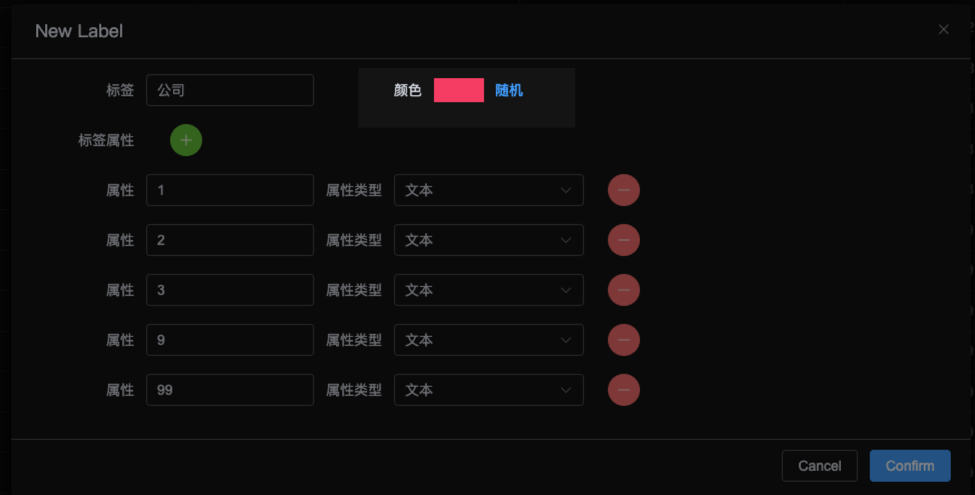 New Label
标签 公司 颜色 随机
标签属性
属性 1 属性类型 文本
属性 2 属性类型 文本
属性 3 属性类型 文本
属性 9 属性类型 文本
属性 99 属性类型 文本
Cancel Confirm